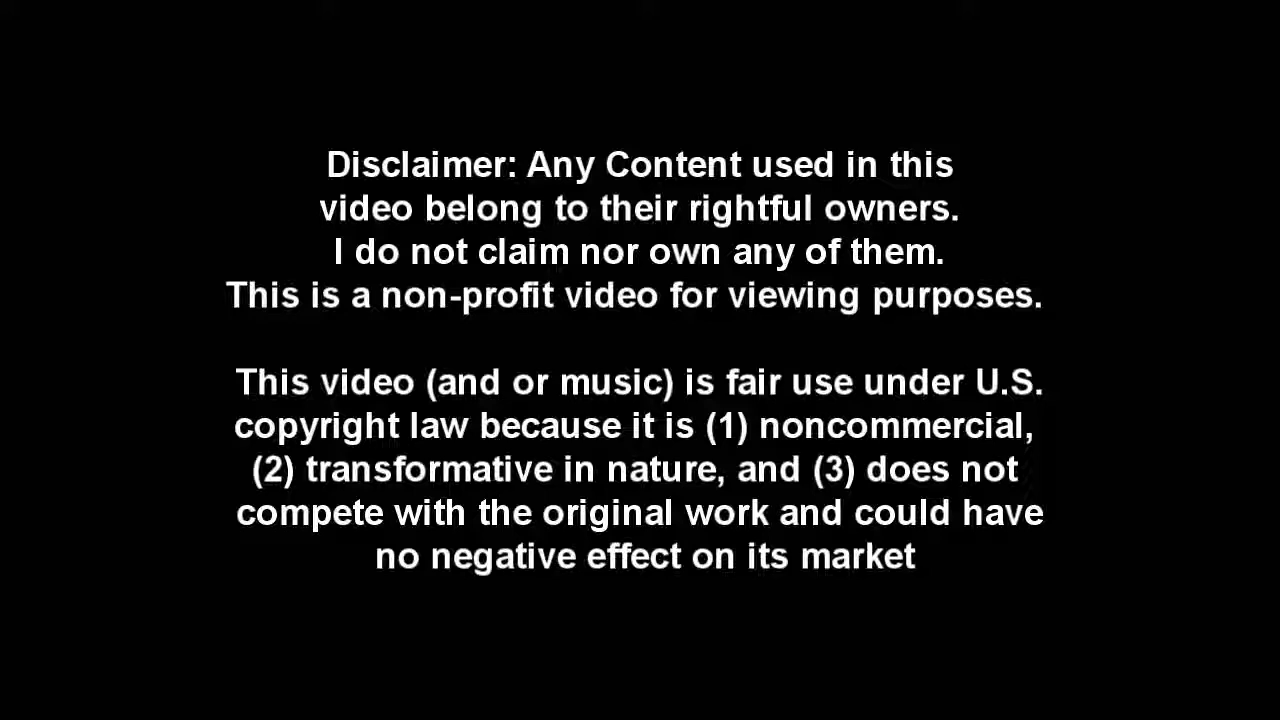 Disclaimer: Any Content used in this
video belong to their rightful owners.
I do not claim nor own any of them.
This is a non-profit video for viewing purposes.
This video (and or music) is fair use under U.S.
copyright law because it is (1) noncommercial,
(2) transformative in nature, and (3) does not
compete with the original work and could have
no negative effect on its market